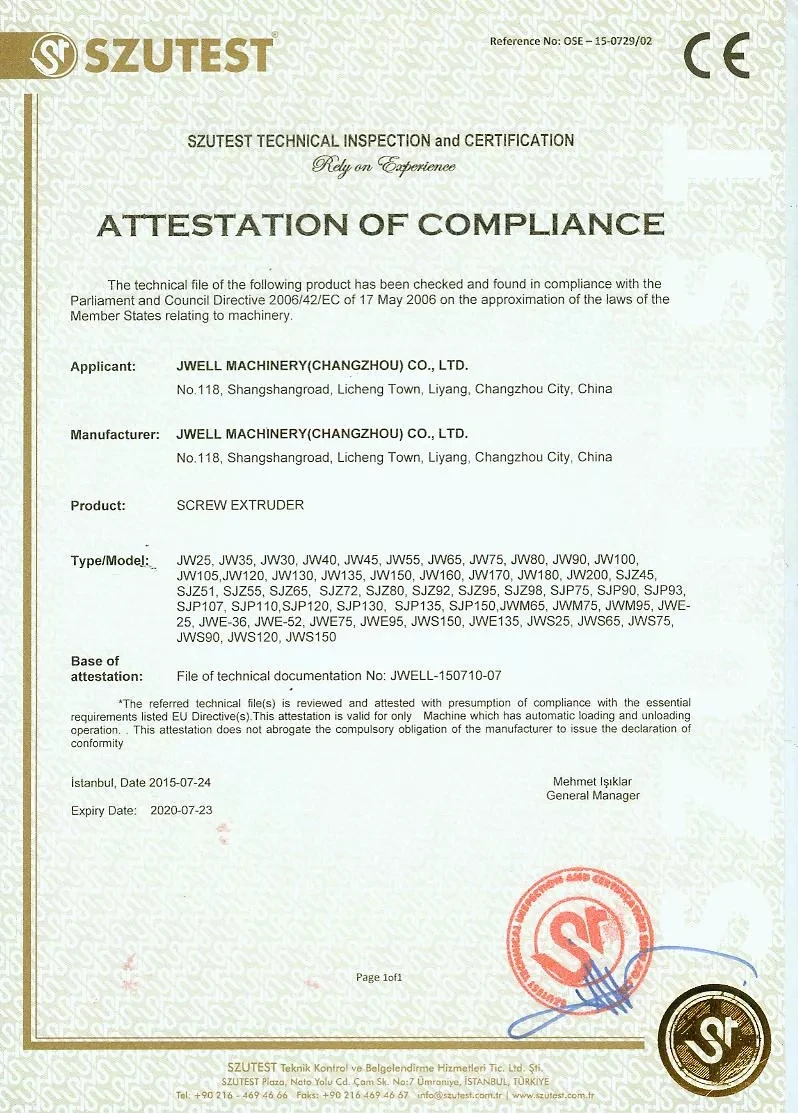 SZUTEST®
Reference No: OSE – 15-0729/02
CE
SZUTEST TECHNICAL INSPECTION and CERTIFICATION
Rely on Experience
ATTESTATION OF COMPLIANCE
The technical file of the following product has been checked and found in compliance with the
Parliament and Council Directive 2006/42/EC of 17 May 2006 on the approximation of the laws of the
Member States relating to machinery.
Applicant: JWELL MACHINERY(CHANGZHOU) CO., LTD.
No.118, Shangshangroad, Licheng Town, Liyang, Changzhou City, China
Manufacturer: JWELL MACHINERY(CHANGZHOU) CO., LTD.
No.118, Shangshangroad, Licheng Town, Liyang, Changzhou City, China
Product: SCREW EXTRUDER
Type/Model: JW25, JW35, JW30, JW40, JW45, JW55, JW65, JW75, JW80, JW90, JW100,
JW105,JW120, JW130, JW135, JW150, JW160, JW170, JW180, JW200, SJZ45,
SJZ51, SJZ55, SJZ65, SJZ72, SJZ80, SJZ92, SJZ95, SJZ98, SJP75, SJP90, SJP93,
SJP107, SJP110,SJP120, SJP130, SJP135, SJP150,JWM65, JWM75, JWM95, JWE-
25, JWE-36, JWE-52, JWE75, JWE95, JWS150, JWE135, JWS25, JWS65, JWS75,
JWS90, JWS120, JWS150
Base of
attestation: File of technical documentation No: JWELL-150710-07
*The referred technical file(s) is reviewed and attested with presumption of compliance with the essential
requirements listed EU Directive(s).This attestation is valid for only Machine which has automatic loading and unloading
operation. . This attestation does not abrogate the compulsory obligation of the manufacturer to issue the declaration of
conformity
İstanbul, Date 2015-07-24
Mehmet Işıklar
General Manager
Expiry Date: 2020-07-23
Page 1of1
SZUTEST Teknik Kontrol ve Belgelendirme Hizmetleri Tic. Ltd. Şti.
SZUTEST Plaza, Nato Yolu Cd. Çam Sk. No:7 Ümraniye, İSTANBUL, TÜRKİYE
Tel: +90 216 - 469 46 66 Faks: +90 216 469 46 67 info@szutest.com.tr | www.szutest.com.tr